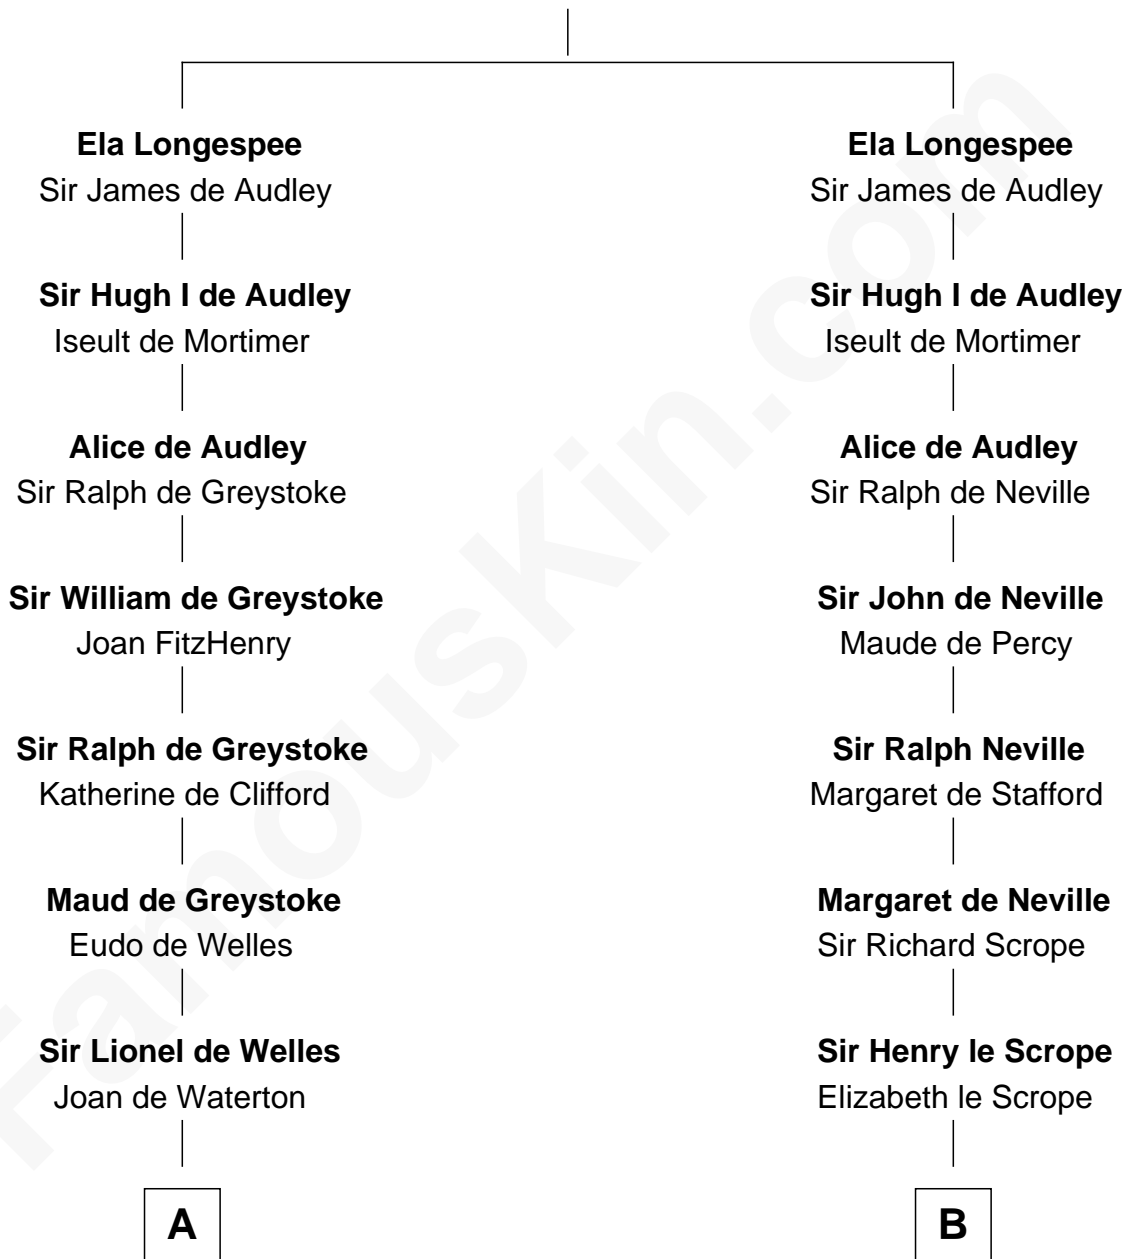 Ela Longespee
Sir James de Audley
Sir Hugh I de Audley
Iseult de Mortimer
Alice de Audley
Sir Ralph de Greystoke
Sir William de Greystoke
Joan FitzHenry
Sir Ralph de Greystoke
Katherine de Clifford
Maud de Greystoke
Eudo de Welles
Sir Lionel de Welles
Joan de Waterton
A
Ela Longespee
Sir James de Audley
Sir Hugh I de Audley
Iseult de Mortimer
Alice de Audley
Sir Ralph de Neville
Sir John de Neville
Maude de Percy
Sir Ralph Neville
Margaret de Stafford
Margaret de Neville
Sir Richard Scrope
Sir Henry le Scrope
Elizabeth le Scrope
B
FamousKin.com